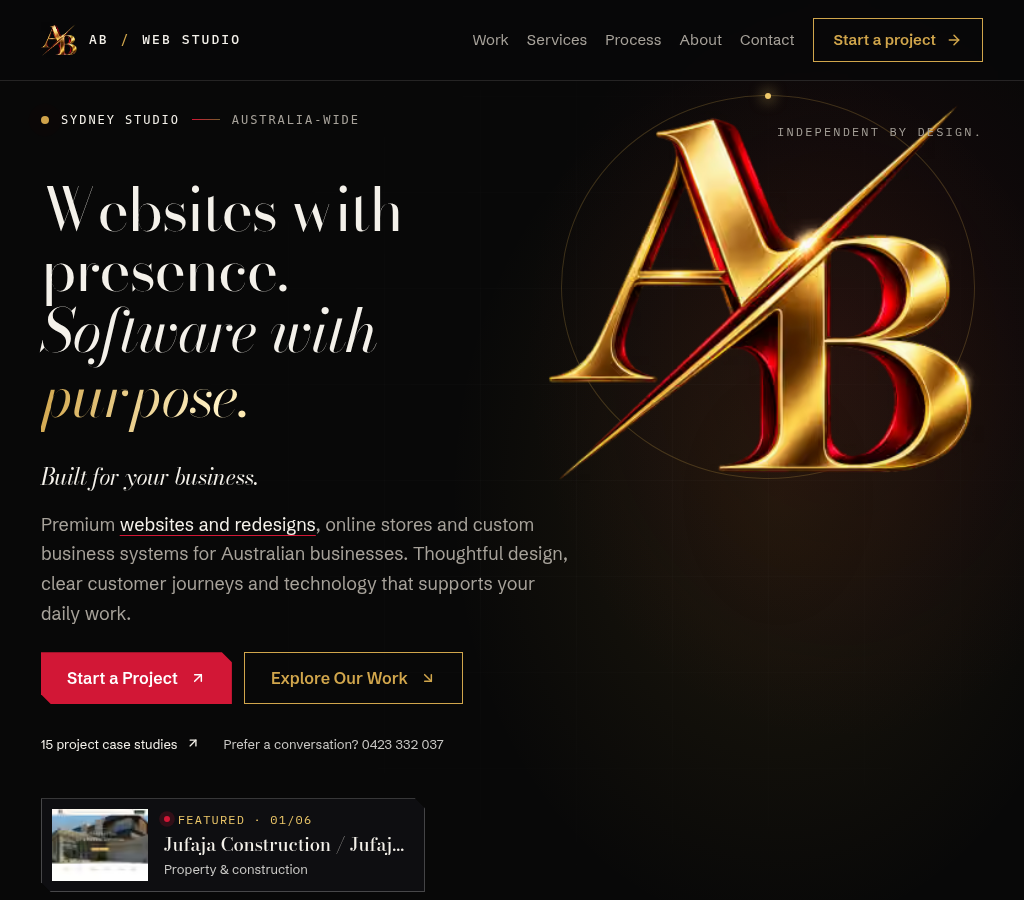 AB / WEB STUDIO
Work
Services
Process
About
Contact
Start a project
SYDNEY STUDIO
AUSTRALIA-WIDE
INDEPENDENT BY DESIGN.
AB
Websites with
presence.
Software with
purpose.
Built for your business.
Premium websites and redesigns, online stores and custom
business systems for Australian businesses. Thoughtful design,
clear customer journeys and technology that supports your
daily work.
Start a Project
Explore Our Work
15 project case studies
Prefer a conversation? 0423 332 037
FEATURED · 01/06
Jufaja Construction / Jufaj...
Property & construction